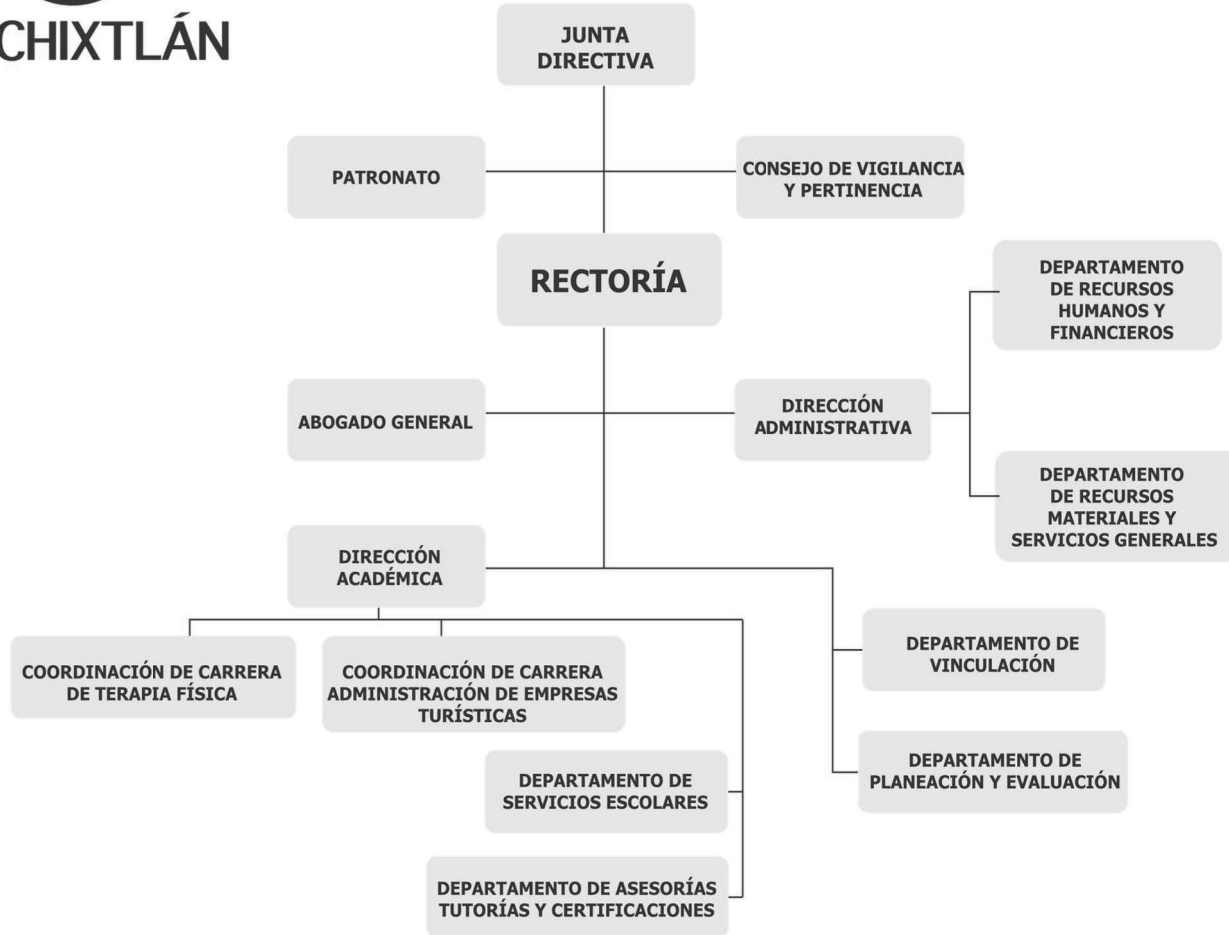 CHIXTLÁN
JUNTA
DIRECTIVA
PATRONATO
CONSEJO DE VIGILANCIA
Y PERTINENCIA
RECTORÍA
DEPARTAMENTO
DE RECURSOS
HUMANOS Y
FINANCIEROS
ABOGADO GENERAL
DIRECCIÓN
ADMINISTRATIVA
DEPARTAMENTO
DE RECURSOS
MATERIALES Y
SERVICIOS GENERALES
DIRECCIÓN
ACADÉMICA
COORDINACIÓN DE CARRERA
DE TERAPIA FÍSICA
COORDINACIÓN DE CARRERA
ADMINISTRACIÓN DE EMPRESAS
TURÍSTICAS
DEPARTAMENTO DE
VINCULACIÓN
DEPARTAMENTO DE
SERVICIOS ESCOLARES
DEPARTAMENTO DE
PLANEACIÓN Y EVALUACIÓN
DEPARTAMENTO DE ASESORÍAS
TUTORÍAS Y CERTIFICACIONES